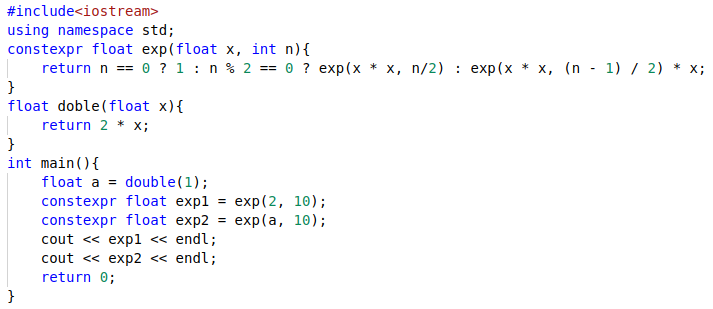 #include<iostream>
using namespace std;
constexpr float exp(float x, int n){
    return n == 0 ? 1 : n % 2 == 0 ? exp(x * x, n/2) : exp(x * x, (n - 1) / 2) * x;
}
float doble(float x){
    return 2 * x;
}
int main(){
    float a = double(1);
    constexpr float exp1 = exp(2, 10);
    constexpr float exp2 = exp(a, 10);
    cout << exp1 << endl;
    cout << exp2 << endl;
    return 0;
}